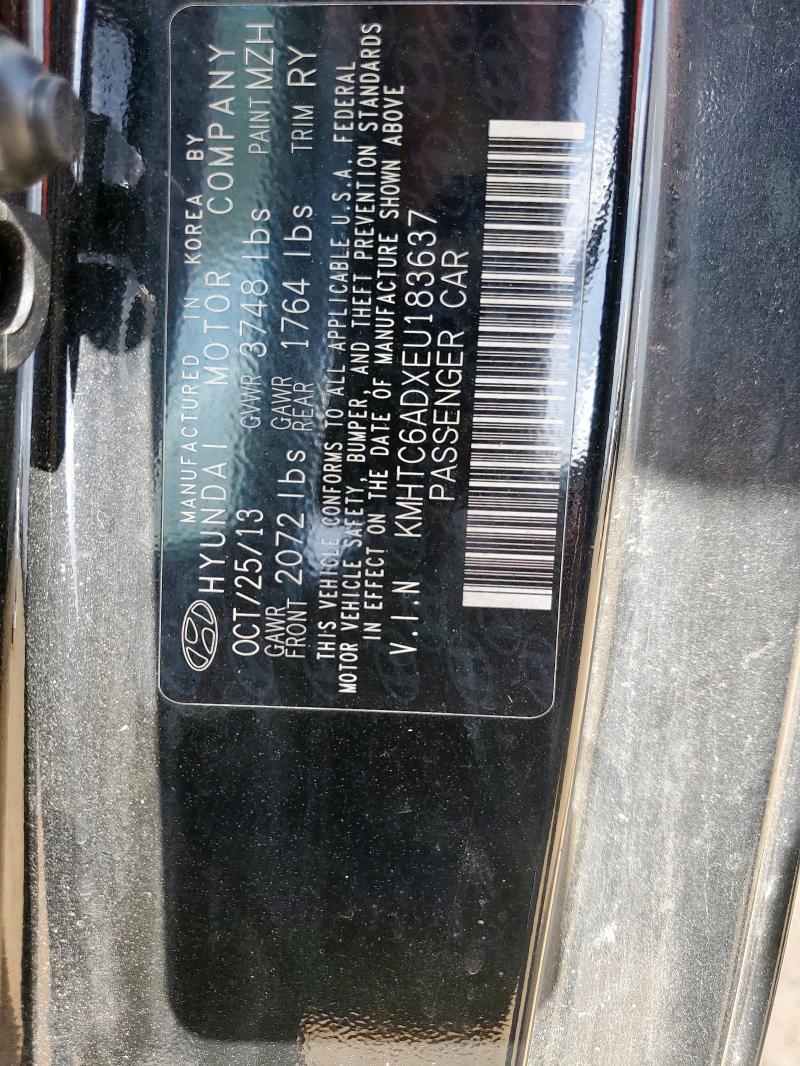 MANUFACTURED IN KOREA BY
HYUNDAI MOTOR COMPANY
OCT/25/13 GVWR 3748 lbs PAINT MZH
GAWR FRONT 2072 lbs GAWR REAR 1764 lbs TRIM RY
THIS VEHICLE CONFORMS TO ALL APPLICABLE U.S.A. FEDERAL
MOTOR VEHICLE SAFETY, BUMPER, AND THEFT PREVENTION STANDARDS
IN EFFECT ON THE DATE OF MANUFACTURE SHOWN ABOVE
V.I.N KMHTC6ADXEU183637
PASSENGER CAR